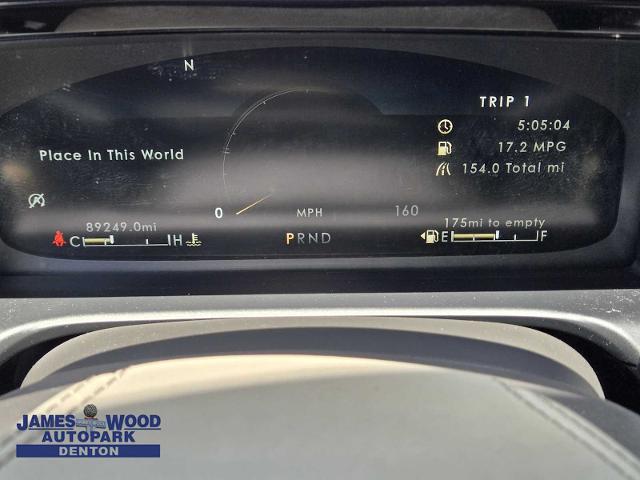 N
TRIP 1
5:05:04
17.2 MPG
154.0 Total mi
Place In This World
0 MPH 160
89249.0mi
175mi to empty
C H
PRND
E F
JAMES WOOD
AUTOPARK
DENTON